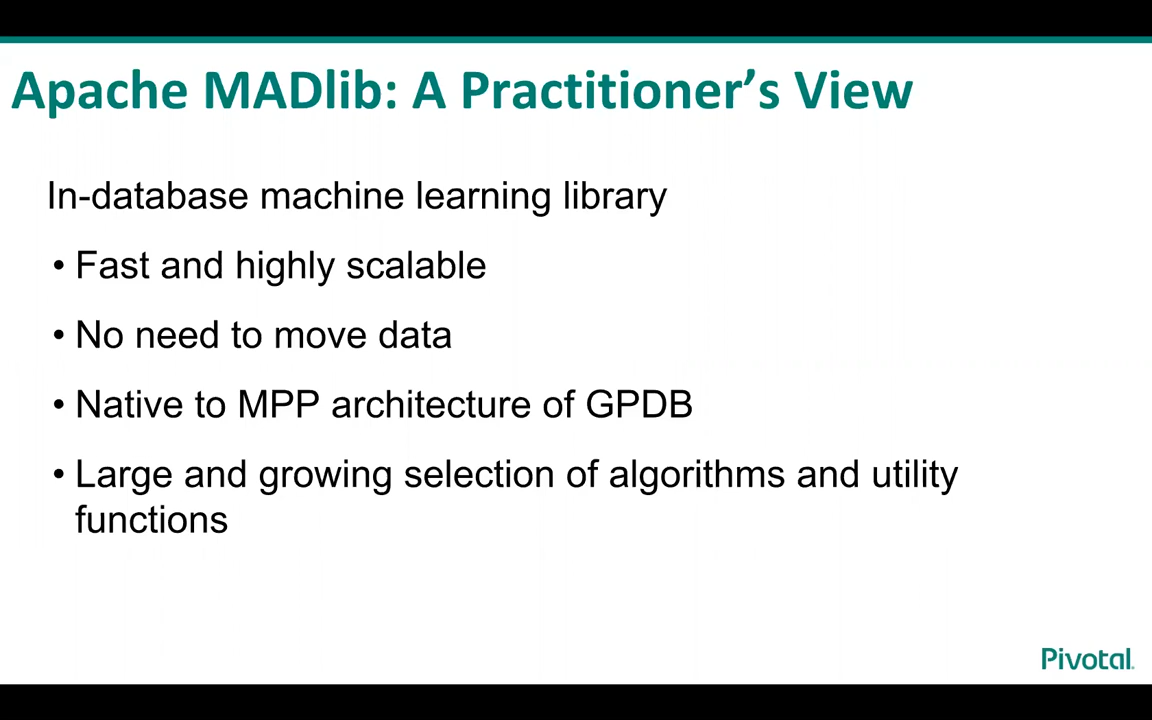 Apache MADlib: A Practitioner’s View
In-database machine learning library
• Fast and highly scalable
• No need to move data
• Native to MPP architecture of GPDB
• Large and growing selection of algorithms and utility
functions
Pivotal.